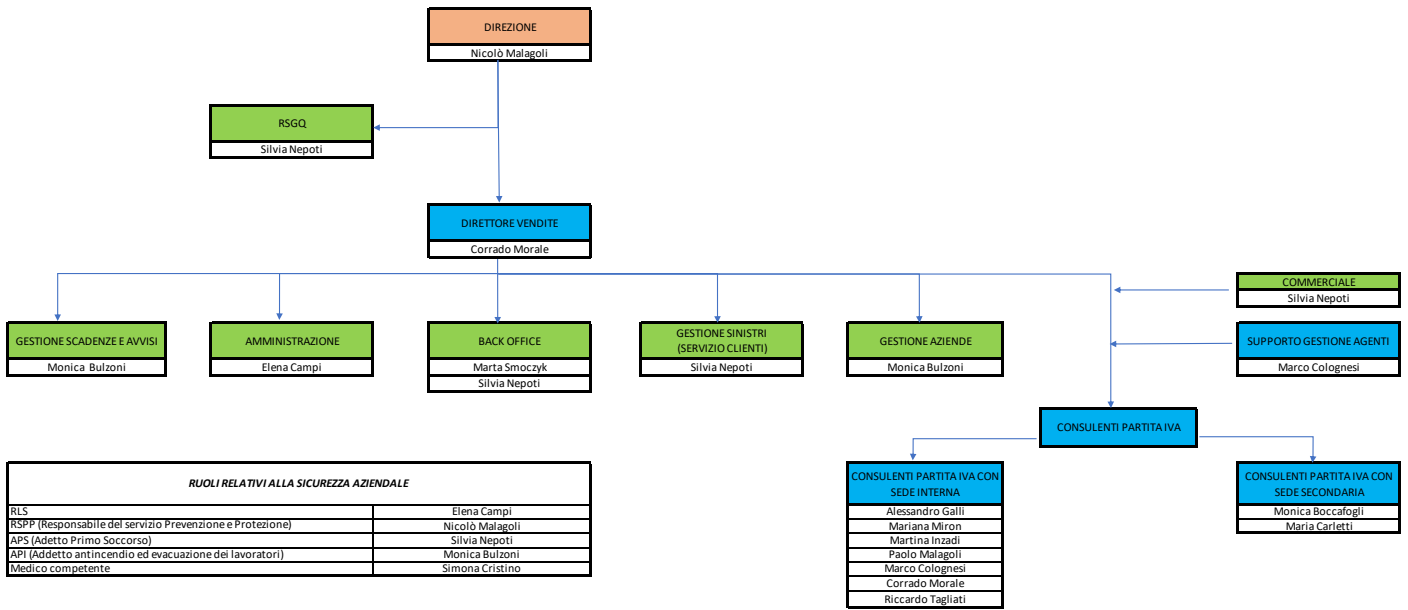 DIREZIONE
Nicolò Malagoli
RSGQ
Silvia Nepoti
DIRETTORE VENDITE
Corrado Morale
COMMERCIALE
Silvia Nepoti
GESTIONE SCADENZE E AVVISI
Monica Bulzoni
AMMINISTRAZIONE
Elena Campi
BACK OFFICE
Marta Smoczyk
Silvia Nepoti
GESTIONE SINISTRI
(SERVIZIO CLIENTI)
Silvia Nepoti
GESTIONE AZIENDE
Monica Bulzoni
SUPPORTO GESTIONE AGENTI
Marco Colognesi
CONSULENTI PARTITA IVA
CONSULENTI PARTITA IVA CON
SEDE INTERNA
Alessandro Galli
Mariana Miron
Martina Inzadi
Paolo Malagoli
Marco Colognesi
Corrado Morale
Riccardo Tagliati
CONSULENTI PARTITA IVA CON
SEDE SECONDARIA
Monica Boccafogli
Maria Carletti
RUOLI RELATIVI ALLA SICUREZZA AZIENDALE
RLS Elena Campi
RSPP (Responsabile del servizio Prevenzione e Protezione) Nicolò Malagoli
APS (Adetto Primo Soccorso) Silvia Nepoti
API (Addetto antincendio ed evacuazione dei lavoratori) Monica Bulzoni
Medico competente Simona Cristino